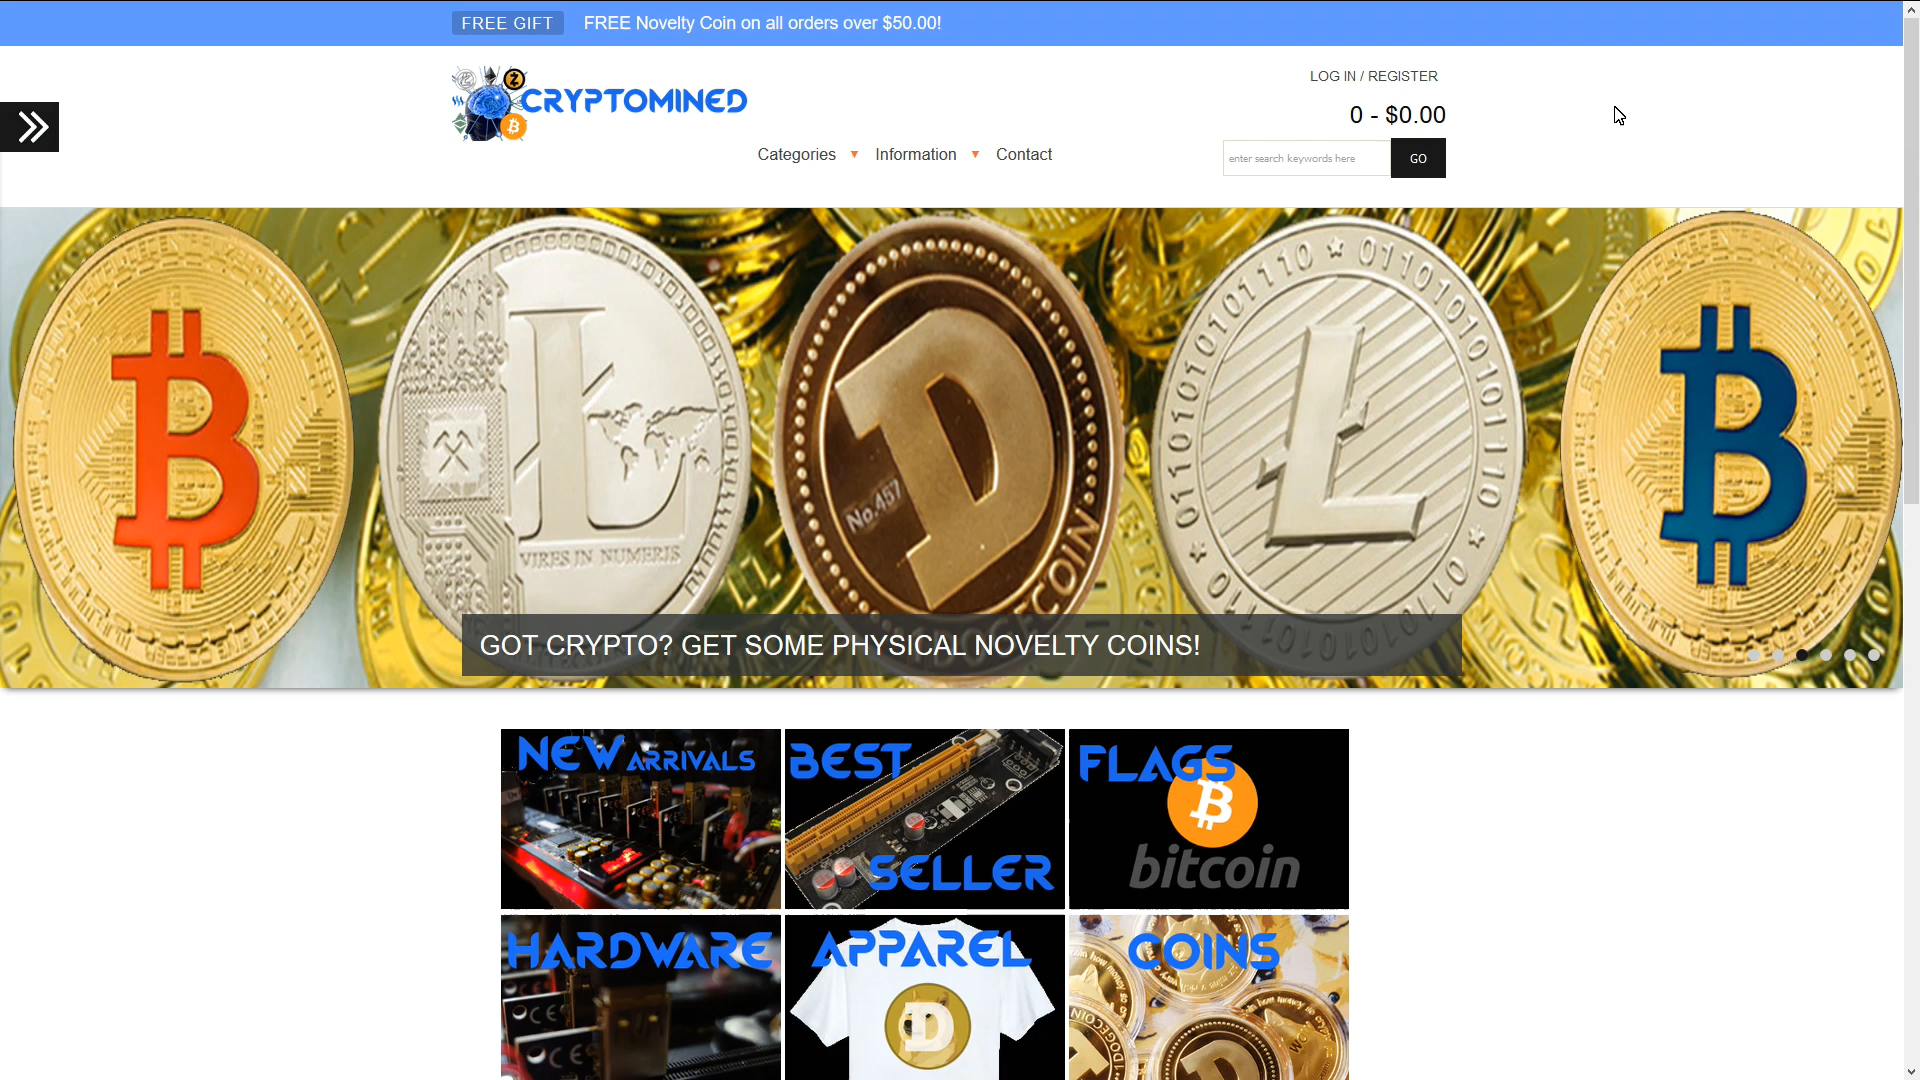 FREE GIFT FREE Novelty Coin on all orders over $50.00!
CRYPTOMINED
LOG IN / REGISTER
0 - $0.00
Categories ▼ Information ▼ Contact
enter search keywords here GO
VIRES IN NUMERIS
No.457
DOGECOIN
GOT CRYPTO? GET SOME PHYSICAL NOVELTY COINS!
NEW ARRIVALS
BEST SELLER
FLAGS
bitcoin
HARDWARE
APPAREL
COINS